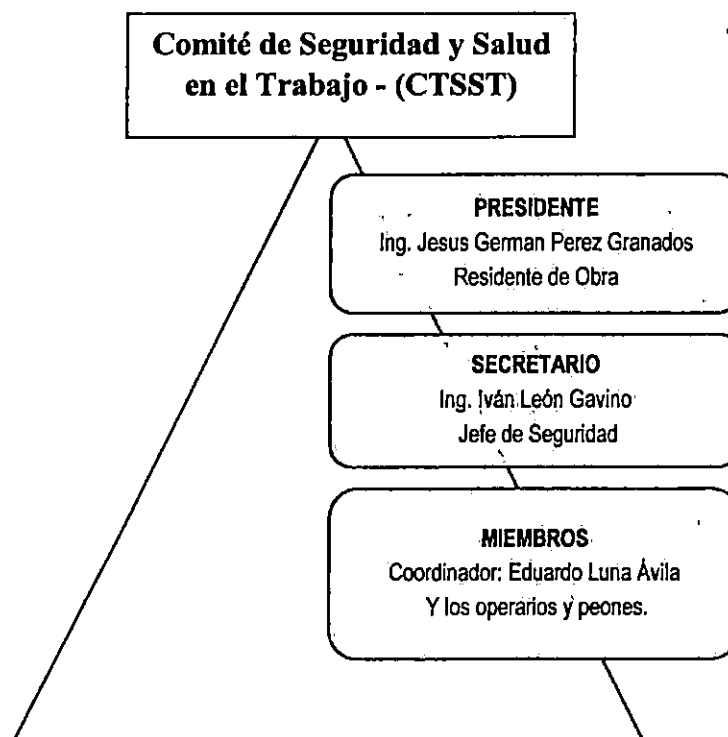 Comité de Seguridad y Salud
en el Trabajo - (CTSST)
PRESIDENTE
Ing. Jesus German Perez Granados
Residente de Obra
SECRETARIO
Ing. Iván León Gavino
Jefe de Seguridad
MIEMBROS
Coordinador: Eduardo Luna Ávila
Y los operarios y peones.